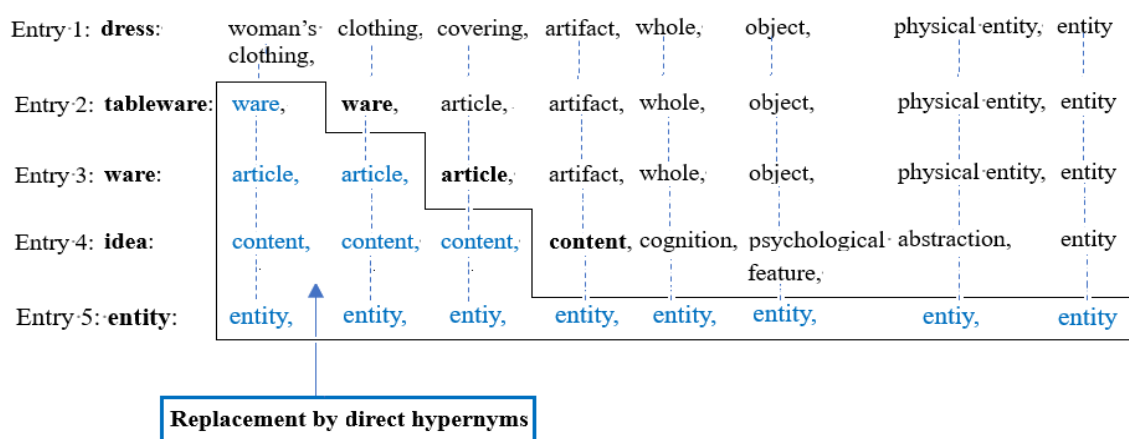 Entry 1: dress: woman's clothing, covering, artifact, whole, object, physical entity, entity
clothing,
Entry 2: tableware: ware, ware, article, artifact, whole, object, physical entity, entity
Entry 3: ware: article, article, article, artifact, whole, object, physical entity, entity
Entry 4: idea: content, content, content, content, cognition, psychological abstraction, entity
feature,
Entry 5: entity: entity, entity, entiy, entity, entity, entity, entiy, entity
Replacement by direct hypernyms